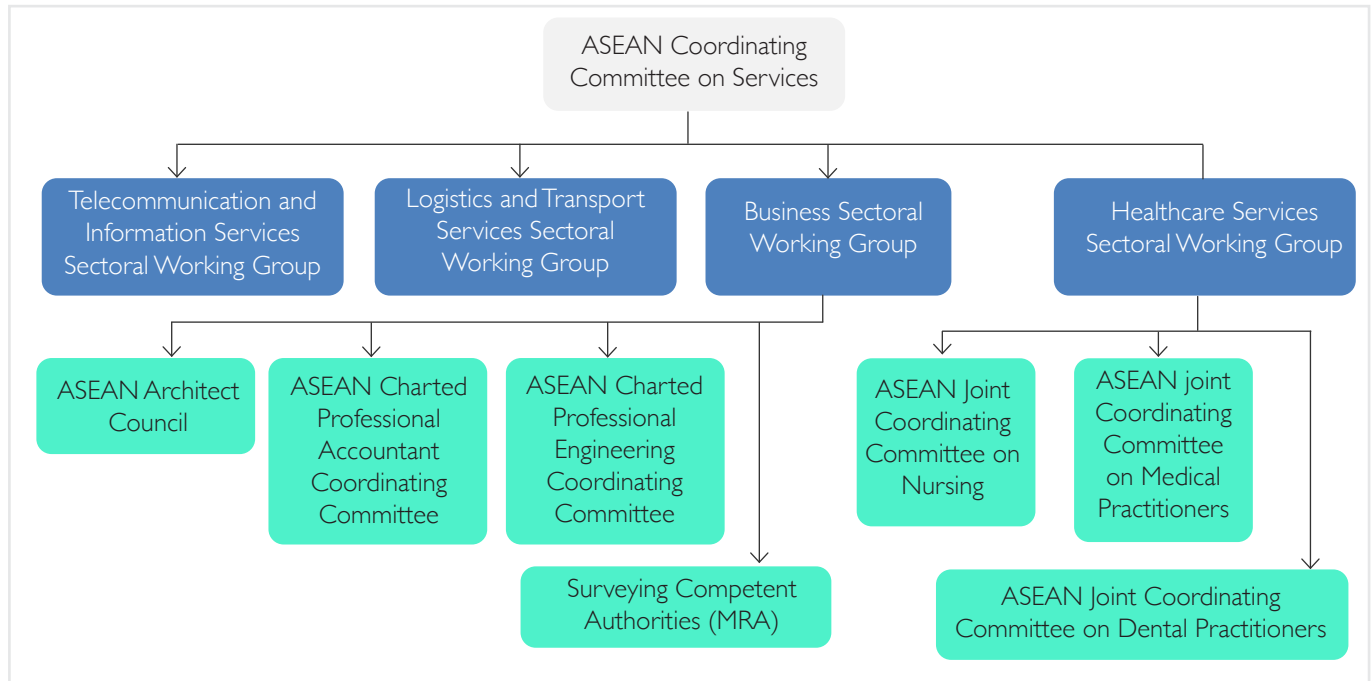 ASEAN Coordinating
Committee on Services
Telecommunication and
Information Services
Sectoral Working Group
Logistics and Transport
Services Sectoral
Working Group
Business Sectoral
Working Group
Healthcare Services
Sectoral Working Group
ASEAN Architect
Council
ASEAN Charted
Professional
Accountant
Coordinating
Committee
ASEAN Charted
Professional
Engineering
Coordinating
Committee
Surveying Competent
Authorities (MRA)
ASEAN Joint
Coordinating
Committee on
Nursing
ASEAN joint
Coordinating
Committee
on Medical
Practitioners
ASEAN Joint Coordinating
Committee on Dental Practitioners